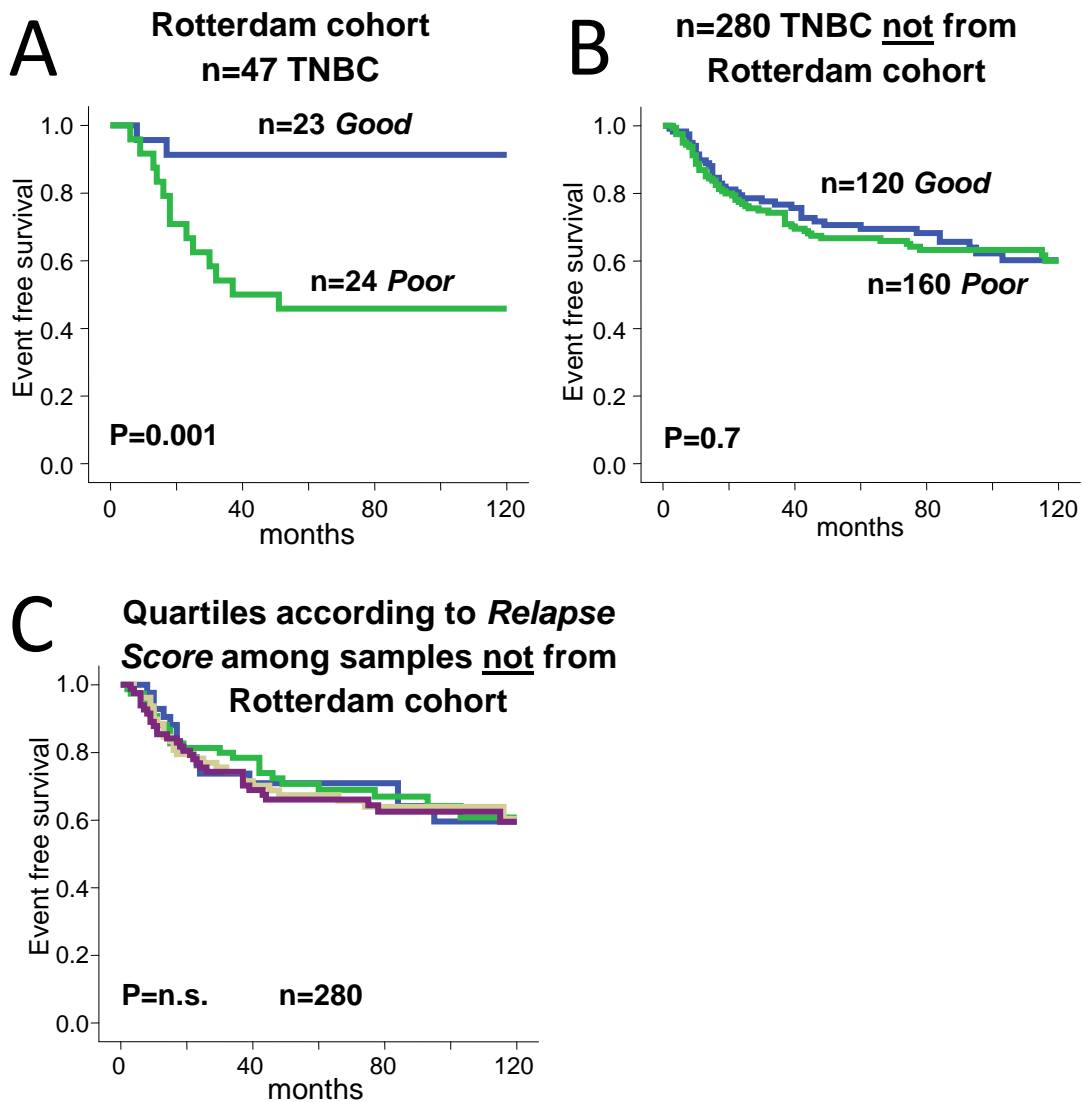 A
Rotterdam cohort
n=47 TNBC
1.0
0.8
0.6
0.4
0.2
0.0
Event free survival
n=23 Good
n=24 Poor
P=0.001
0
40
80
120
months
B
n=280 TNBC not from
Rotterdam cohort
1.0
0.8
0.6
0.4
0.2
0.0
Event free survival
n=120 Good
n=160 Poor
P=0.7
0
40
80
120
months
C
Quartiles according to Relapse
Score among samples not from
Rotterdam cohort
1.0
0.8
0.6
0.4
0.2
0.0
Event free survival
P=n.s.
n=280
0
40
80
120
months